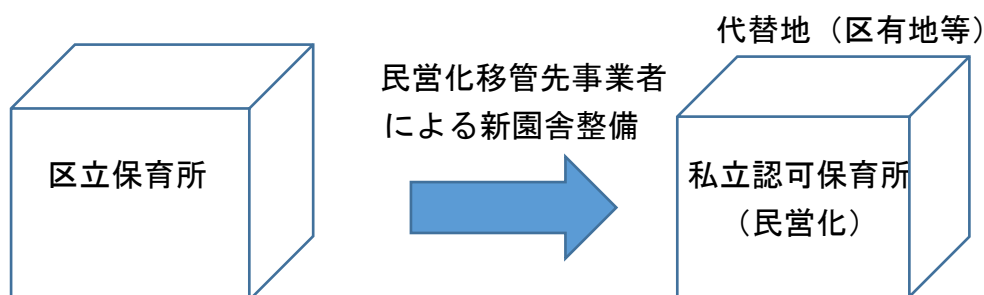 代替地（区有地等）
民営化移管先事業者
による新園舎整備
区立保育所
私立認可保育所
（民営化）